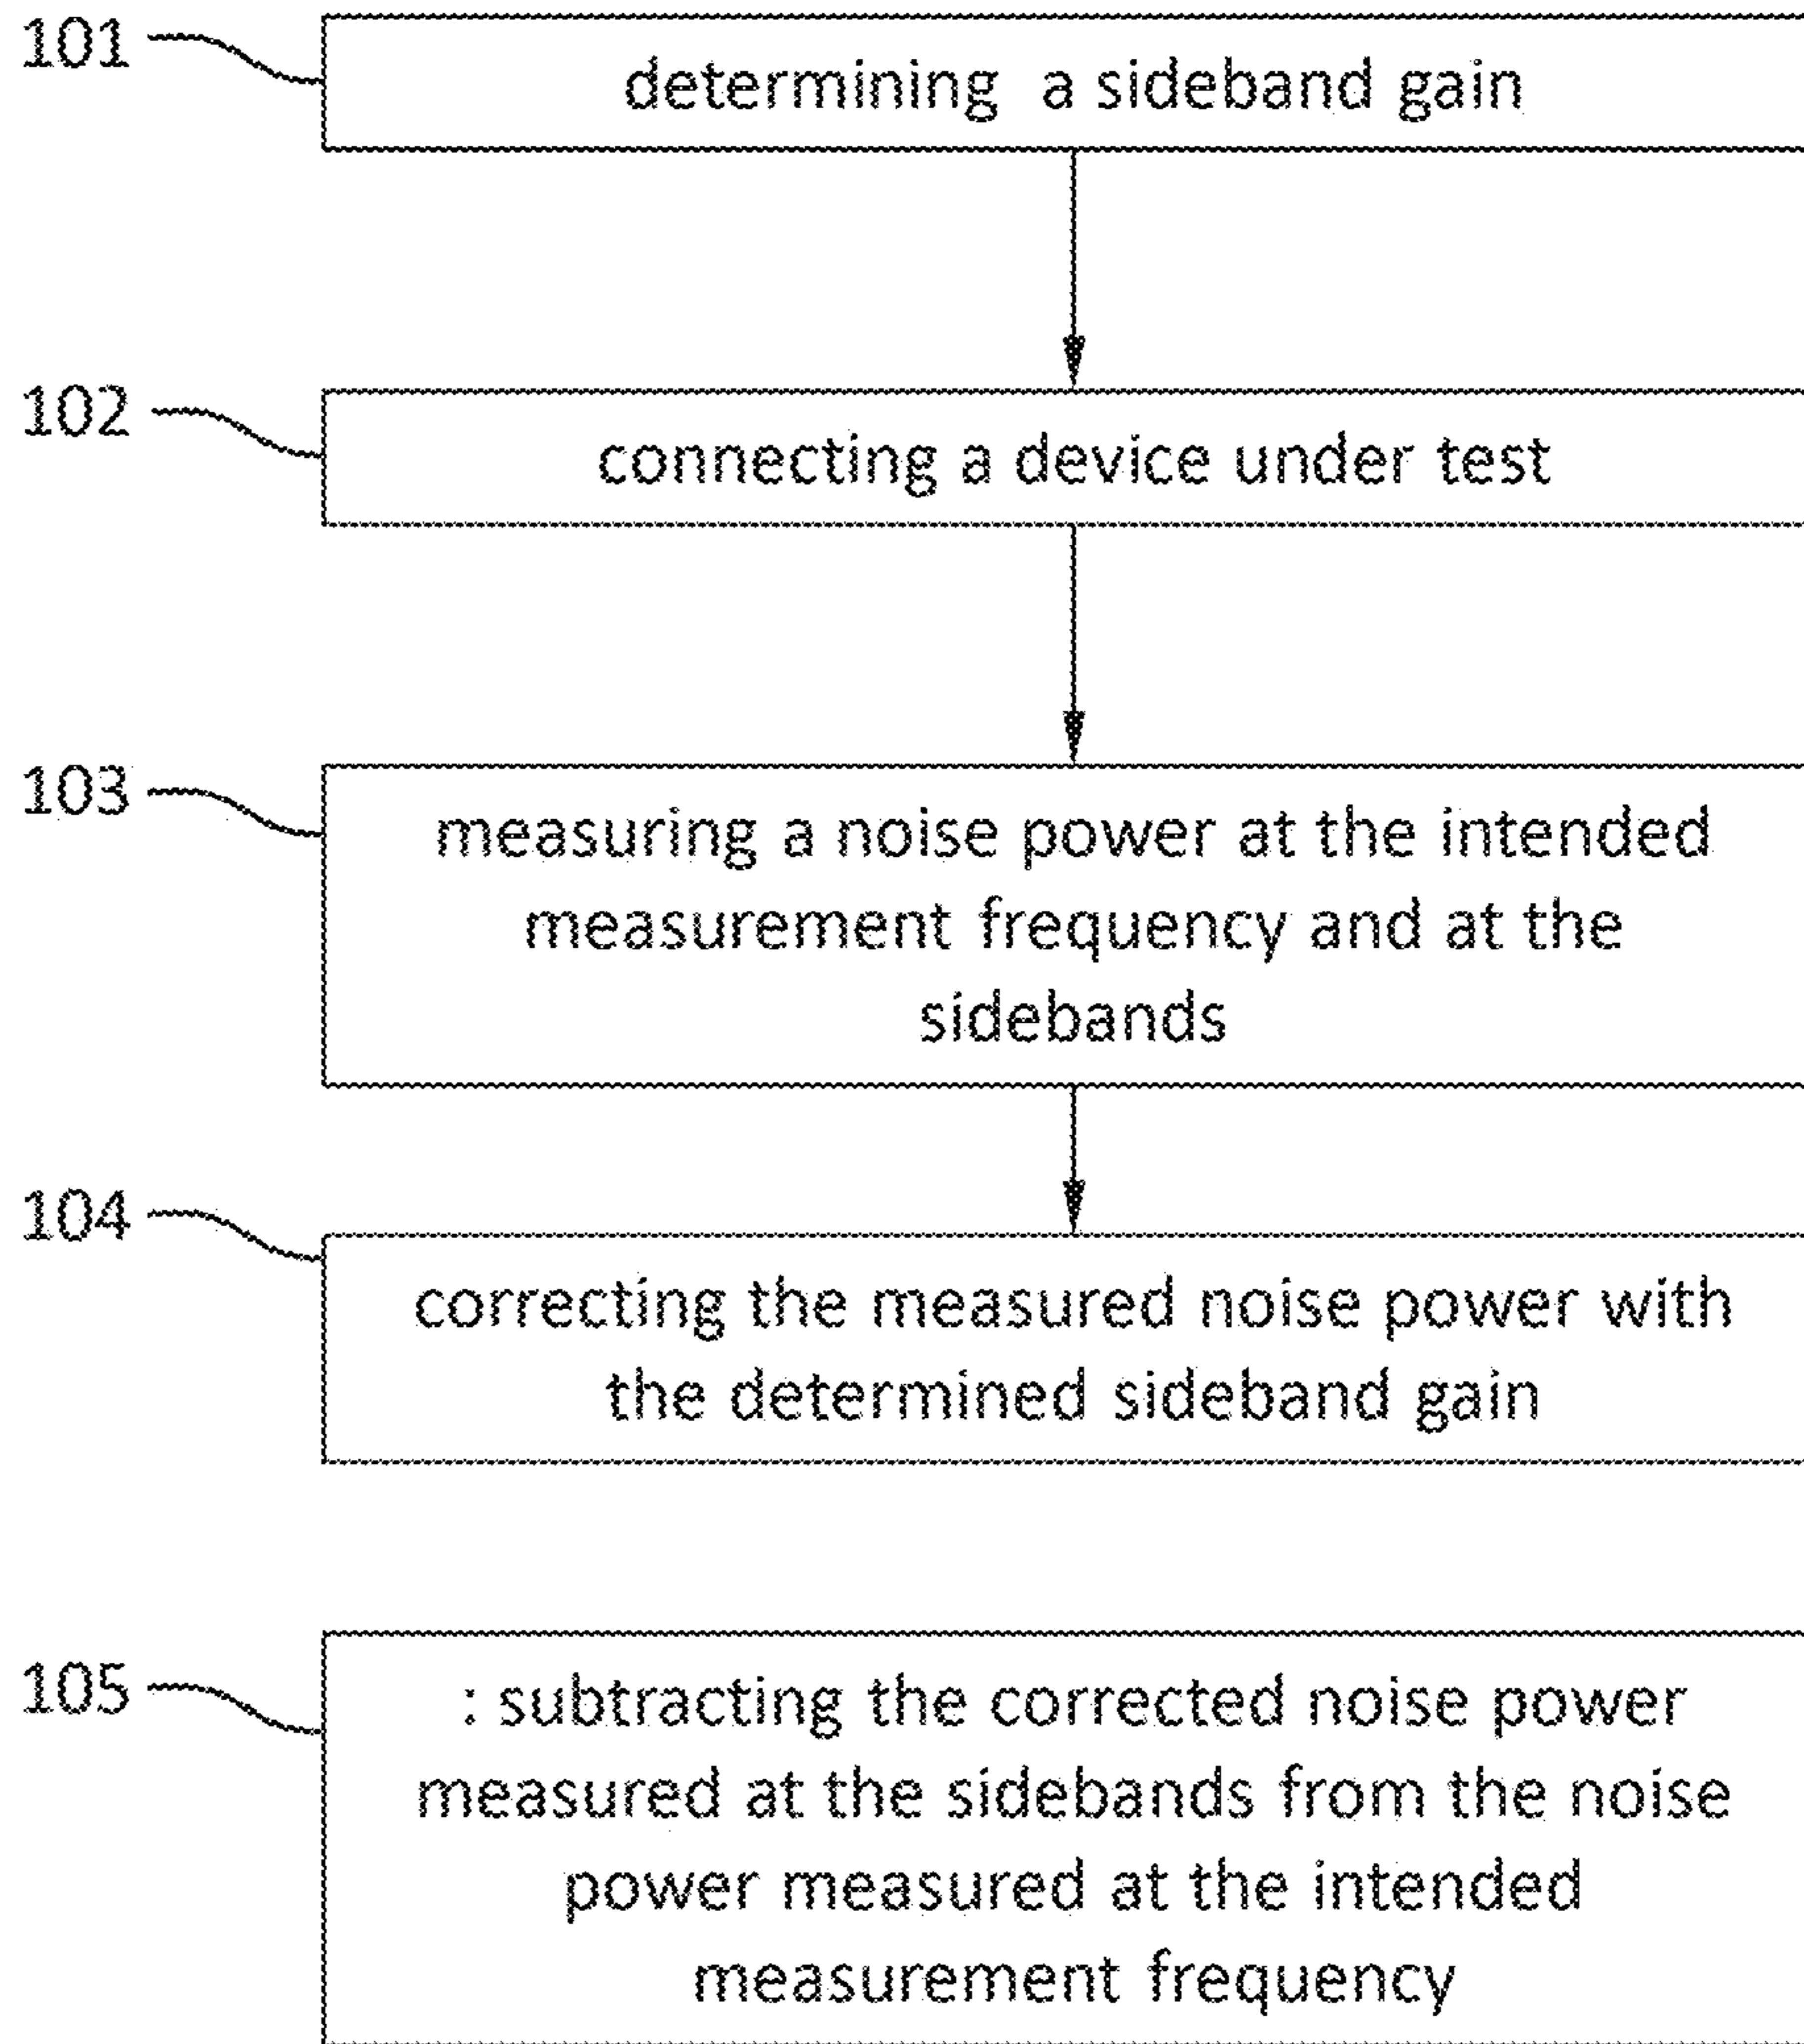 101
determining a sideband gain
102
connecting a device under test
103
measuring a noise power at the intended
measurement frequency and at the
sidebands
104
correcting the measured noise power with
the determined sideband gain
105
: subtracting the corrected noise power
measured at the sidebands from the noise
power measured at the intended
measurement frequency